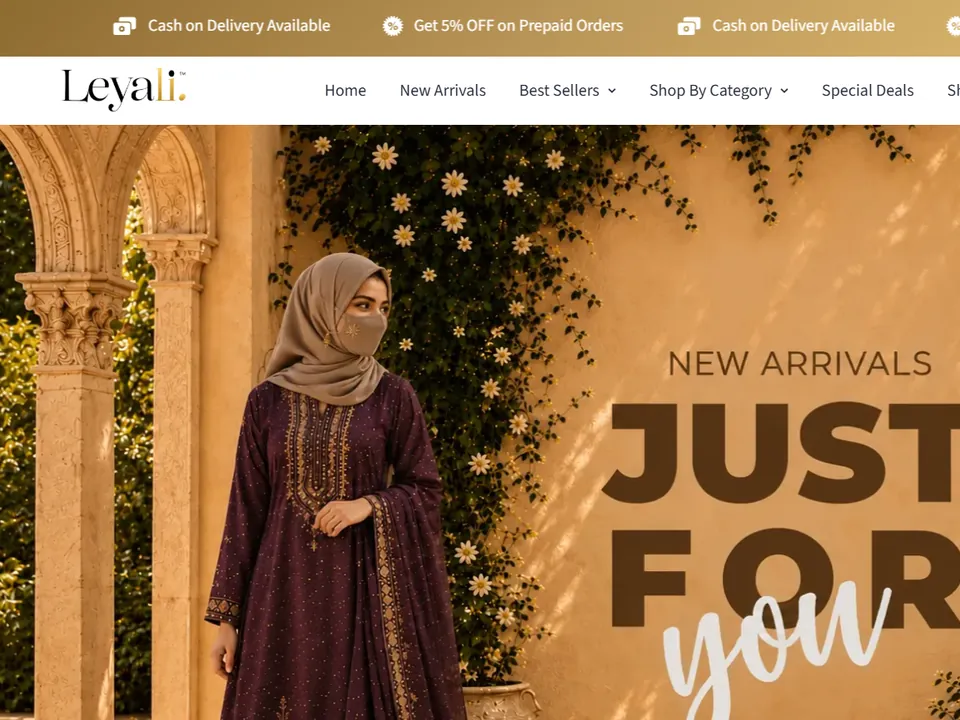 Cash on Delivery Available
Get 5% OFF on Prepaid Orders
Cash on Delivery Available
%
Leyali.™
Home New Arrivals Best Sellers Shop By Category Special Deals
NEW ARRIVALS
JUST
FOR
you